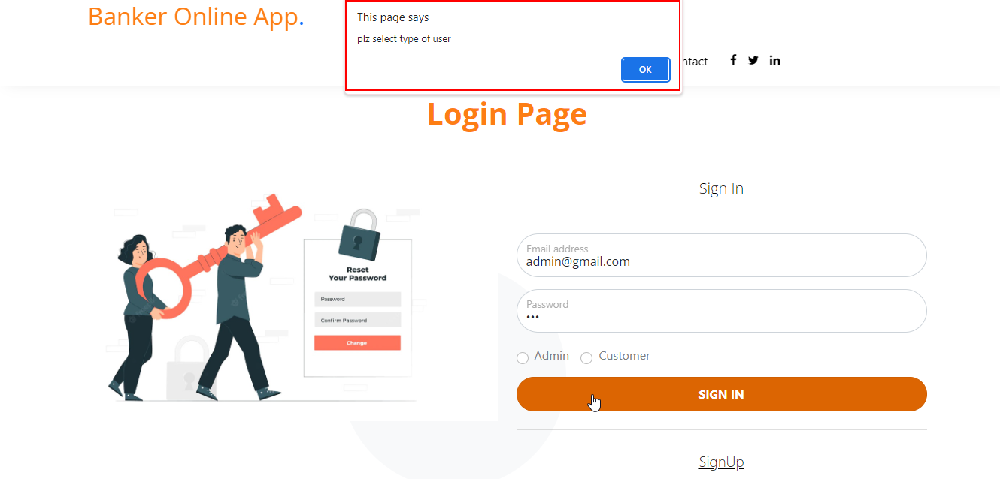 Banker Online App.
This page says
plz select type of user
OK
ntact
Login Page
Sign In
Email address
admin@gmail.com
Password
•••
Admin
Customer
SIGN IN
SignUp
Reset
Your Password
Password
Confirm Password
Change